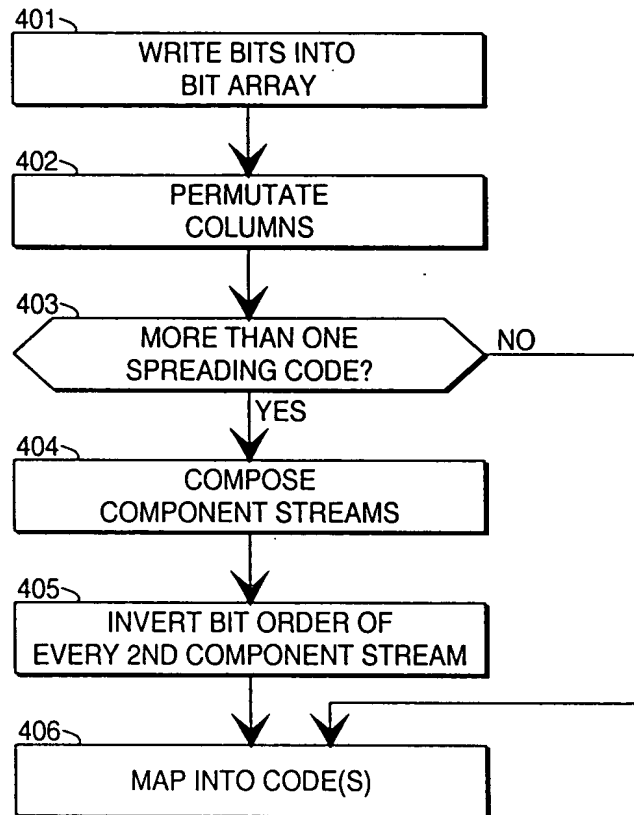 401
WRITE BITS INTO
BIT ARRAY
402
PERMUTATE
COLUMNS
403
MORE THAN ONE
SPREADING CODE?
NO
YES
404
COMPOSE
COMPONENT STREAMS
405
INVERT BIT ORDER OF
EVERY 2ND COMPONENT STREAM
406
MAP INTO CODE(S)